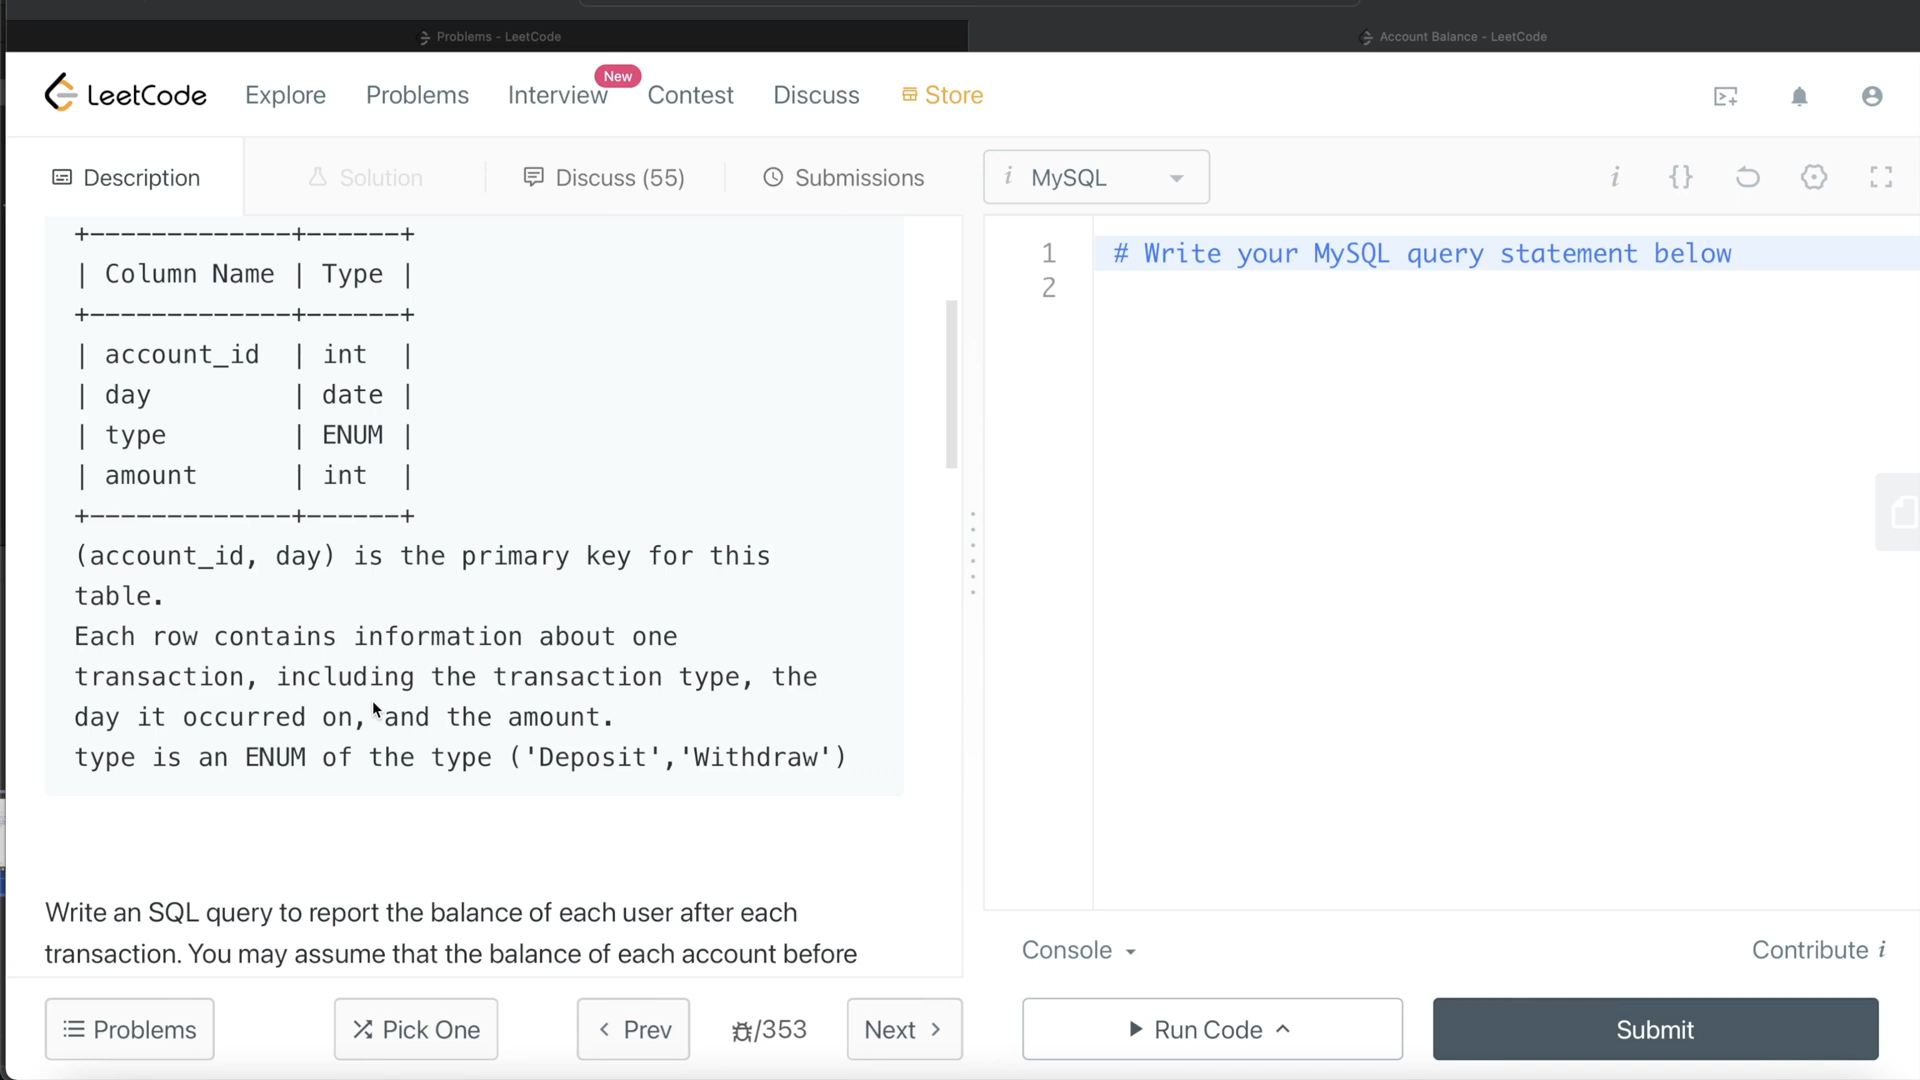 Problems - LeetCode
Account Balance - LeetCode
LeetCode Explore Problems Interview New Contest Discuss Store
Description Solution Discuss (55) Submissions
i MySQL
i {}
+-------------+------+
| Column Name | Type |
+-------------+------+
| account_id  | int  |
| day         | date |
| type        | ENUM |
| amount      | int  |
+-------------+------+
(account_id, day) is the primary key for this
table.
Each row contains information about one
transaction, including the transaction type, the
day it occurred on, and the amount.
type is an ENUM of the type ('Deposit','Withdraw')
Write an SQL query to report the balance of each user after each
transaction. You may assume that the balance of each account before
1 # Write your MySQL query statement below
2
Console
Contribute i
Problems
Pick One
Prev
/353
Next
Run Code
Submit